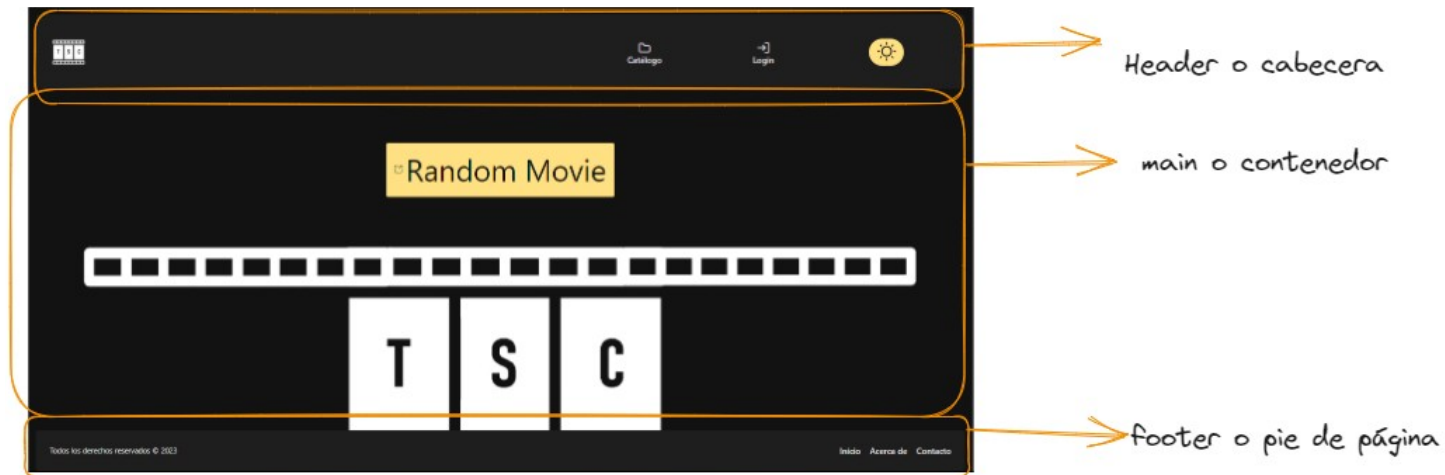 T S C
Catálogo
Login
Header o cabecera
Random Movie
main o contenedor
T S C
Todos los derechos reservados © 2023
Inicio Acerca de Contacto
footer o pie de página